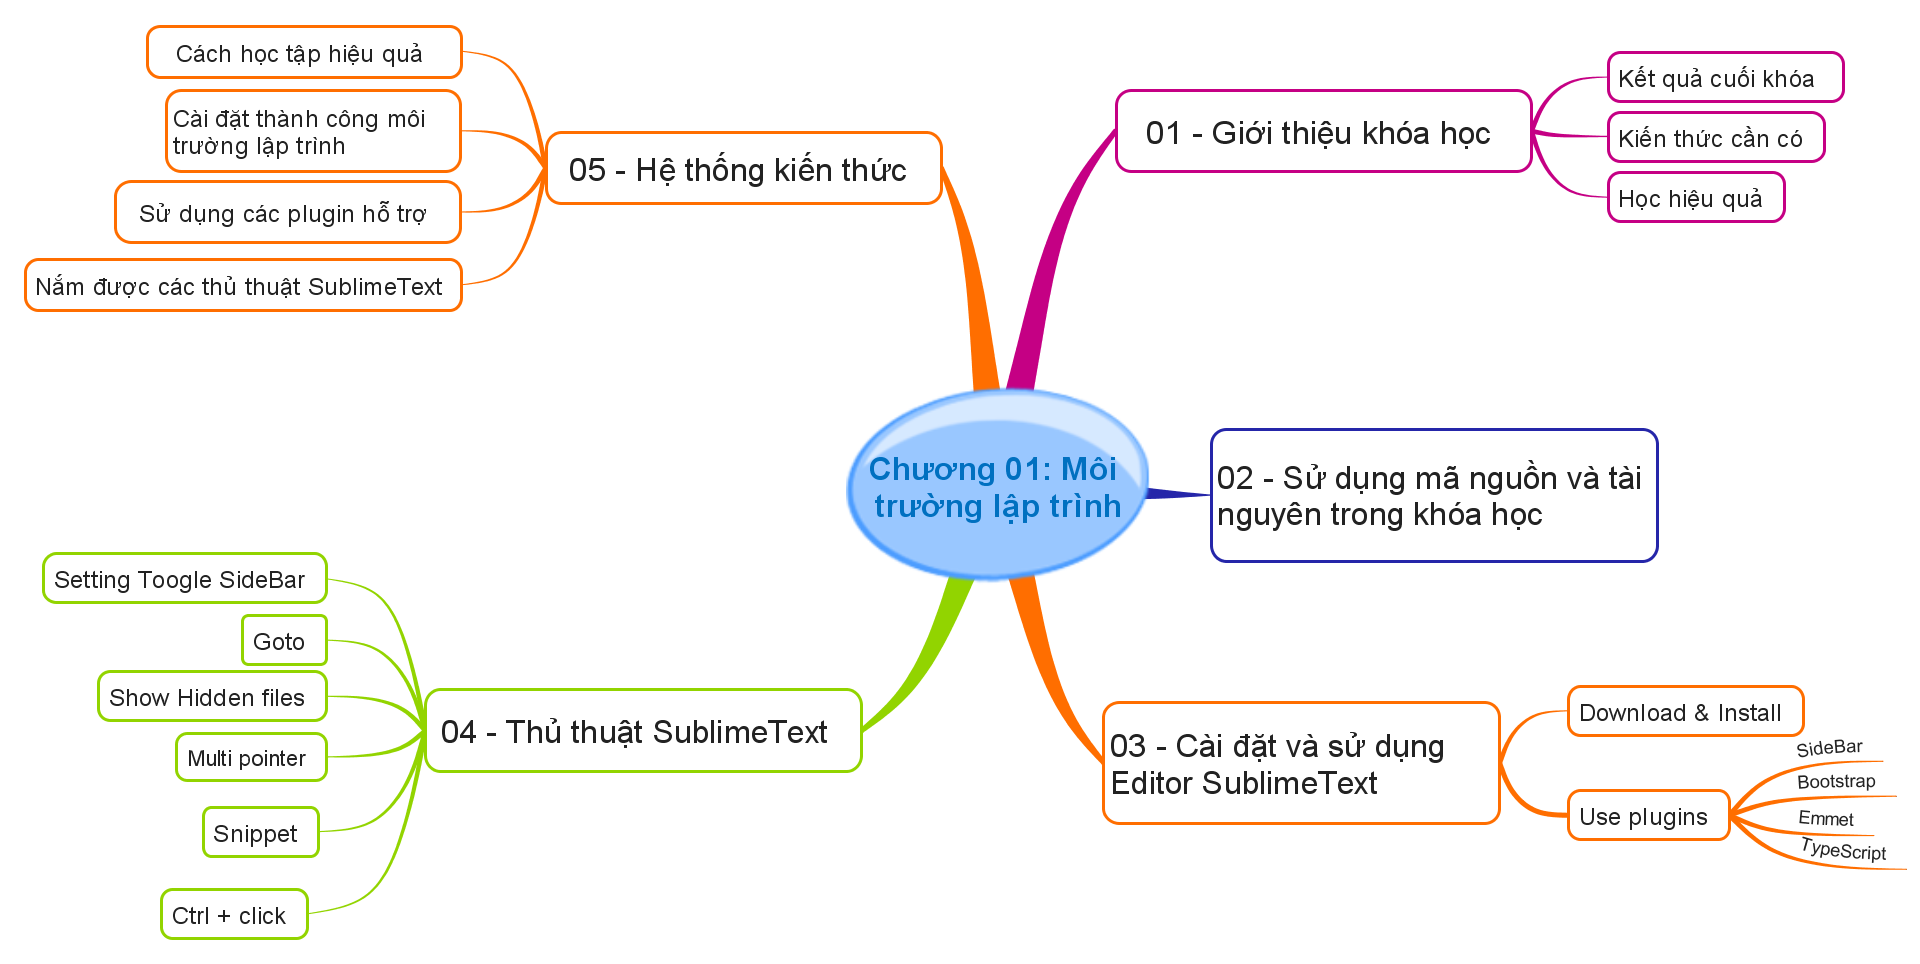 Chương 01: Môi
trường lập trình
01 - Giới thiệu khóa học
Kết quả cuối khóa
Kiến thức cần có
Học hiệu quả
02 - Sử dụng mã nguồn và tài
nguyên trong khóa học
03 - Cài đặt và sử dụng
Editor SublimeText
Download & Install
Use plugins
SideBar
Bootstrap
Emmet
TypeScript
04 - Thủ thuật SublimeText
Setting Toogle SideBar
Goto
Show Hidden files
Multi pointer
Snippet
Ctrl + click
05 - Hệ thống kiến thức
Cách học tập hiệu quả
Cài đặt thành công môi
trường lập trình
Sử dụng các plugin hỗ trợ
Nắm được các thủ thuật SublimeText